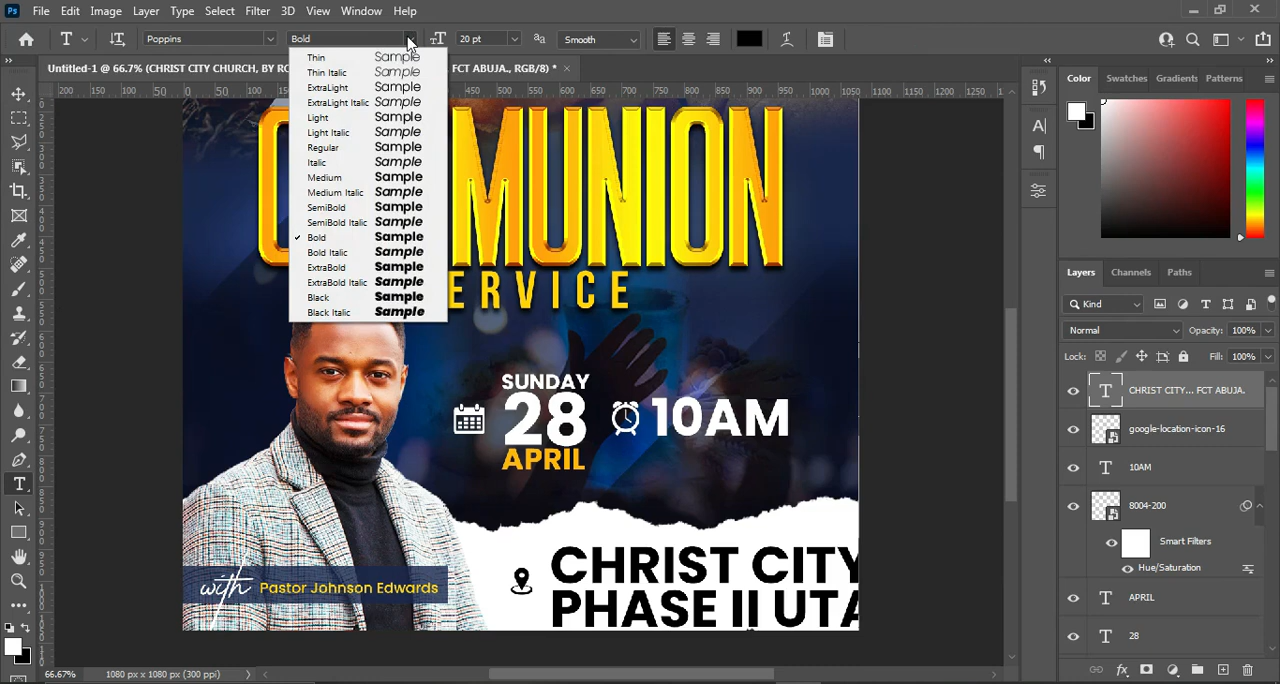 Ps File Edit Image Layer Type Select Filter 3D View Window Help
T Poppins Bold 20 pt aa Smooth
Untitled-1 @ 66.7% (CHRIST CITY CHURCH, BY RO FCT ABUJA., RGB/8) *
Thin Sample
Thin Italic Sample
ExtraLight Sample
ExtraLight Italic Sample
Light Sample
Light Italic Sample
Regular Sample
Italic Sample
Medium Sample
Medium Italic Sample
SemiBold Sample
SemiBold Italic Sample
Bold Sample
Bold Italic Sample
ExtraBold Sample
ExtraBold Italic Sample
Black Sample
Black Italic Sample
MUNION
ERVICE
SUNDAY
28
APRIL
10AM
with Pastor Johnson Edwards
CHRIST CITY
PHASE II UTA
66.67% 1080 px x 1080 px (300 ppi)
Color Swatches Gradients Patterns
Layers Channels Paths
Kind
Normal Opacity: 100%
Lock: Fill: 100%
CHRIST CITY... FCT ABUJA.
google-location-icon-16
10AM
8004-200
Smart Filters
Hue/Saturation
APRIL
28